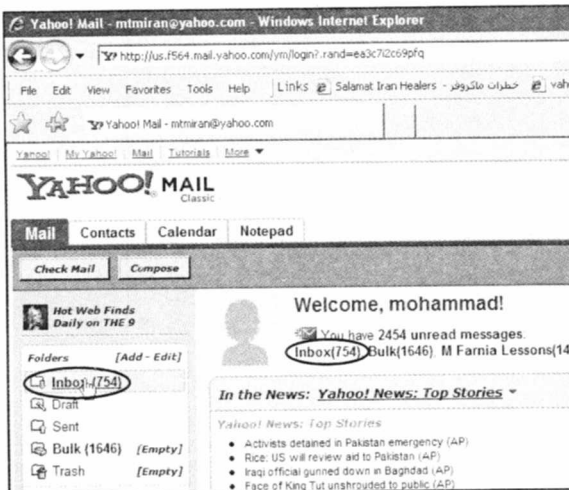 Yahoo! Mail - mtmiran@yahoo.com - Windows Internet Explorer
http://us.f564.mail.yahoo.com/ym/login?.rand=ea3c7i2c69pfq
File Edit View Favorites Tools Help Links Salamat Iran Healers - خطرات ماکروفر yah
Yahoo! Mail - mtmiran@yahoo.com
Yahoo! My Yahoo! Mail Tutorials More
YAHOO! MAIL
Classic
Mail Contacts Calendar Notepad
Check Mail Compose
Hot Web Finds
Daily on THE 9
Welcome, mohammad!
You have 2454 unread messages.
Inbox(754) Bulk(1646) M Farnia Lessons(14
Folders [Add - Edit]
Inbox (754)
Draft
Sent
Bulk (1646) [Empty]
Trash [Empty]
In the News: Yahoo! News: Top Stories
Yahoo! News: Top Stories
Activists detained in Pakistan emergency (AP)
Rice: US will review aid to Pakistan (AP)
Iraqi official gunned down in Baghdad (AP)
Face of King Tut unshrouded to public (AP)